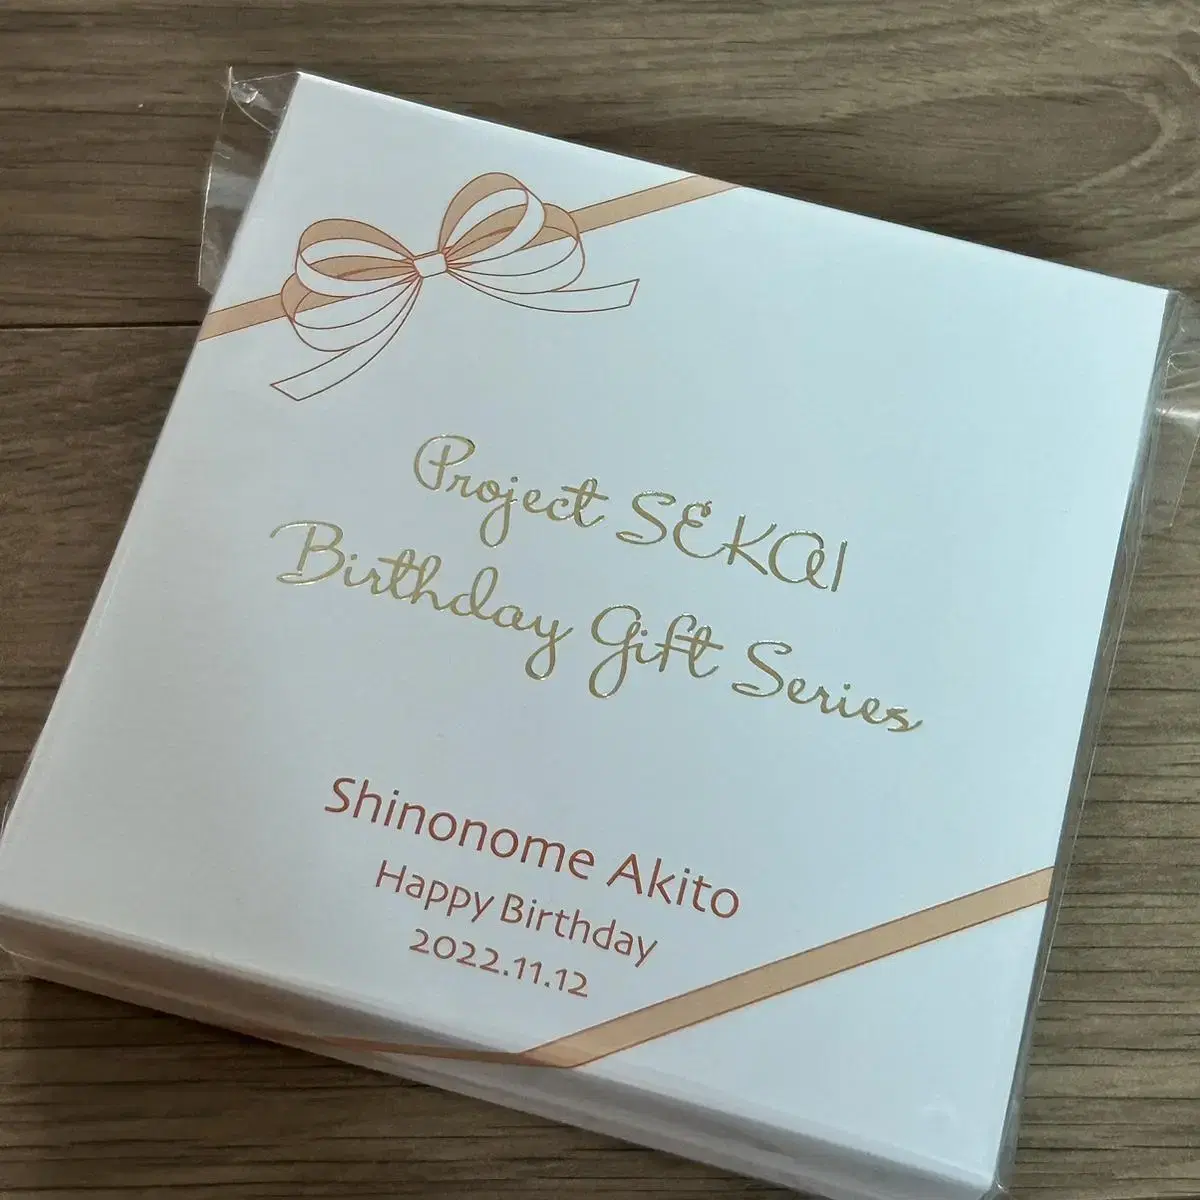 Project SEKAI
Birthday Gift Series
Shinonome Akito
Happy Birthday
2022.11.12